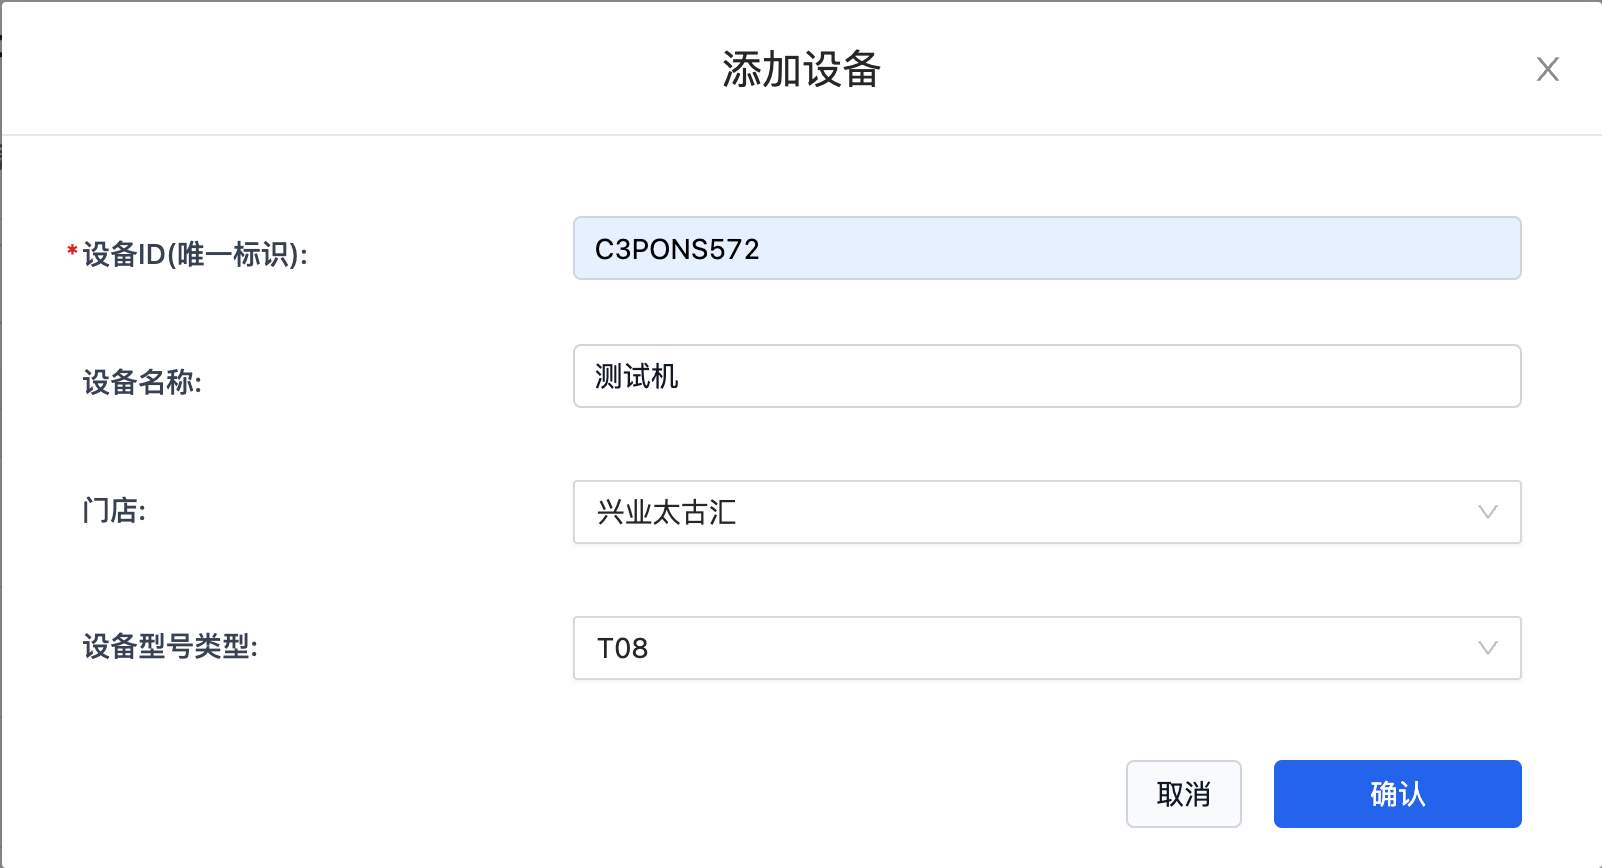 添加设备
*设备ID(唯一标识):
C3PONS572
设备名称:
测试机
门店:
兴业太古汇
设备型号类型:
T08
取消
确认